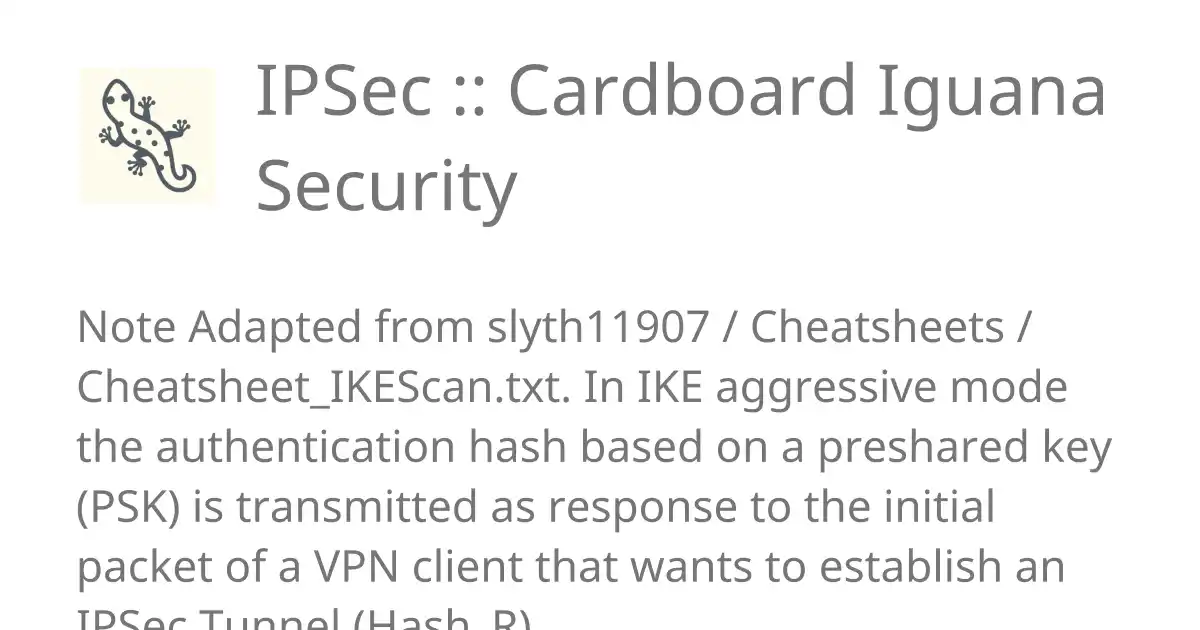 IPSec :: Cardboard Iguana
Security
Note Adapted from slyth11907 / Cheatsheets /
Cheatsheet_IKEScan.txt. In IKE aggressive mode
the authentication hash based on a preshared key
(PSK) is transmitted as response to the initial
packet of a VPN client that wants to establish an
IPSec Tunnel (Hash_R)